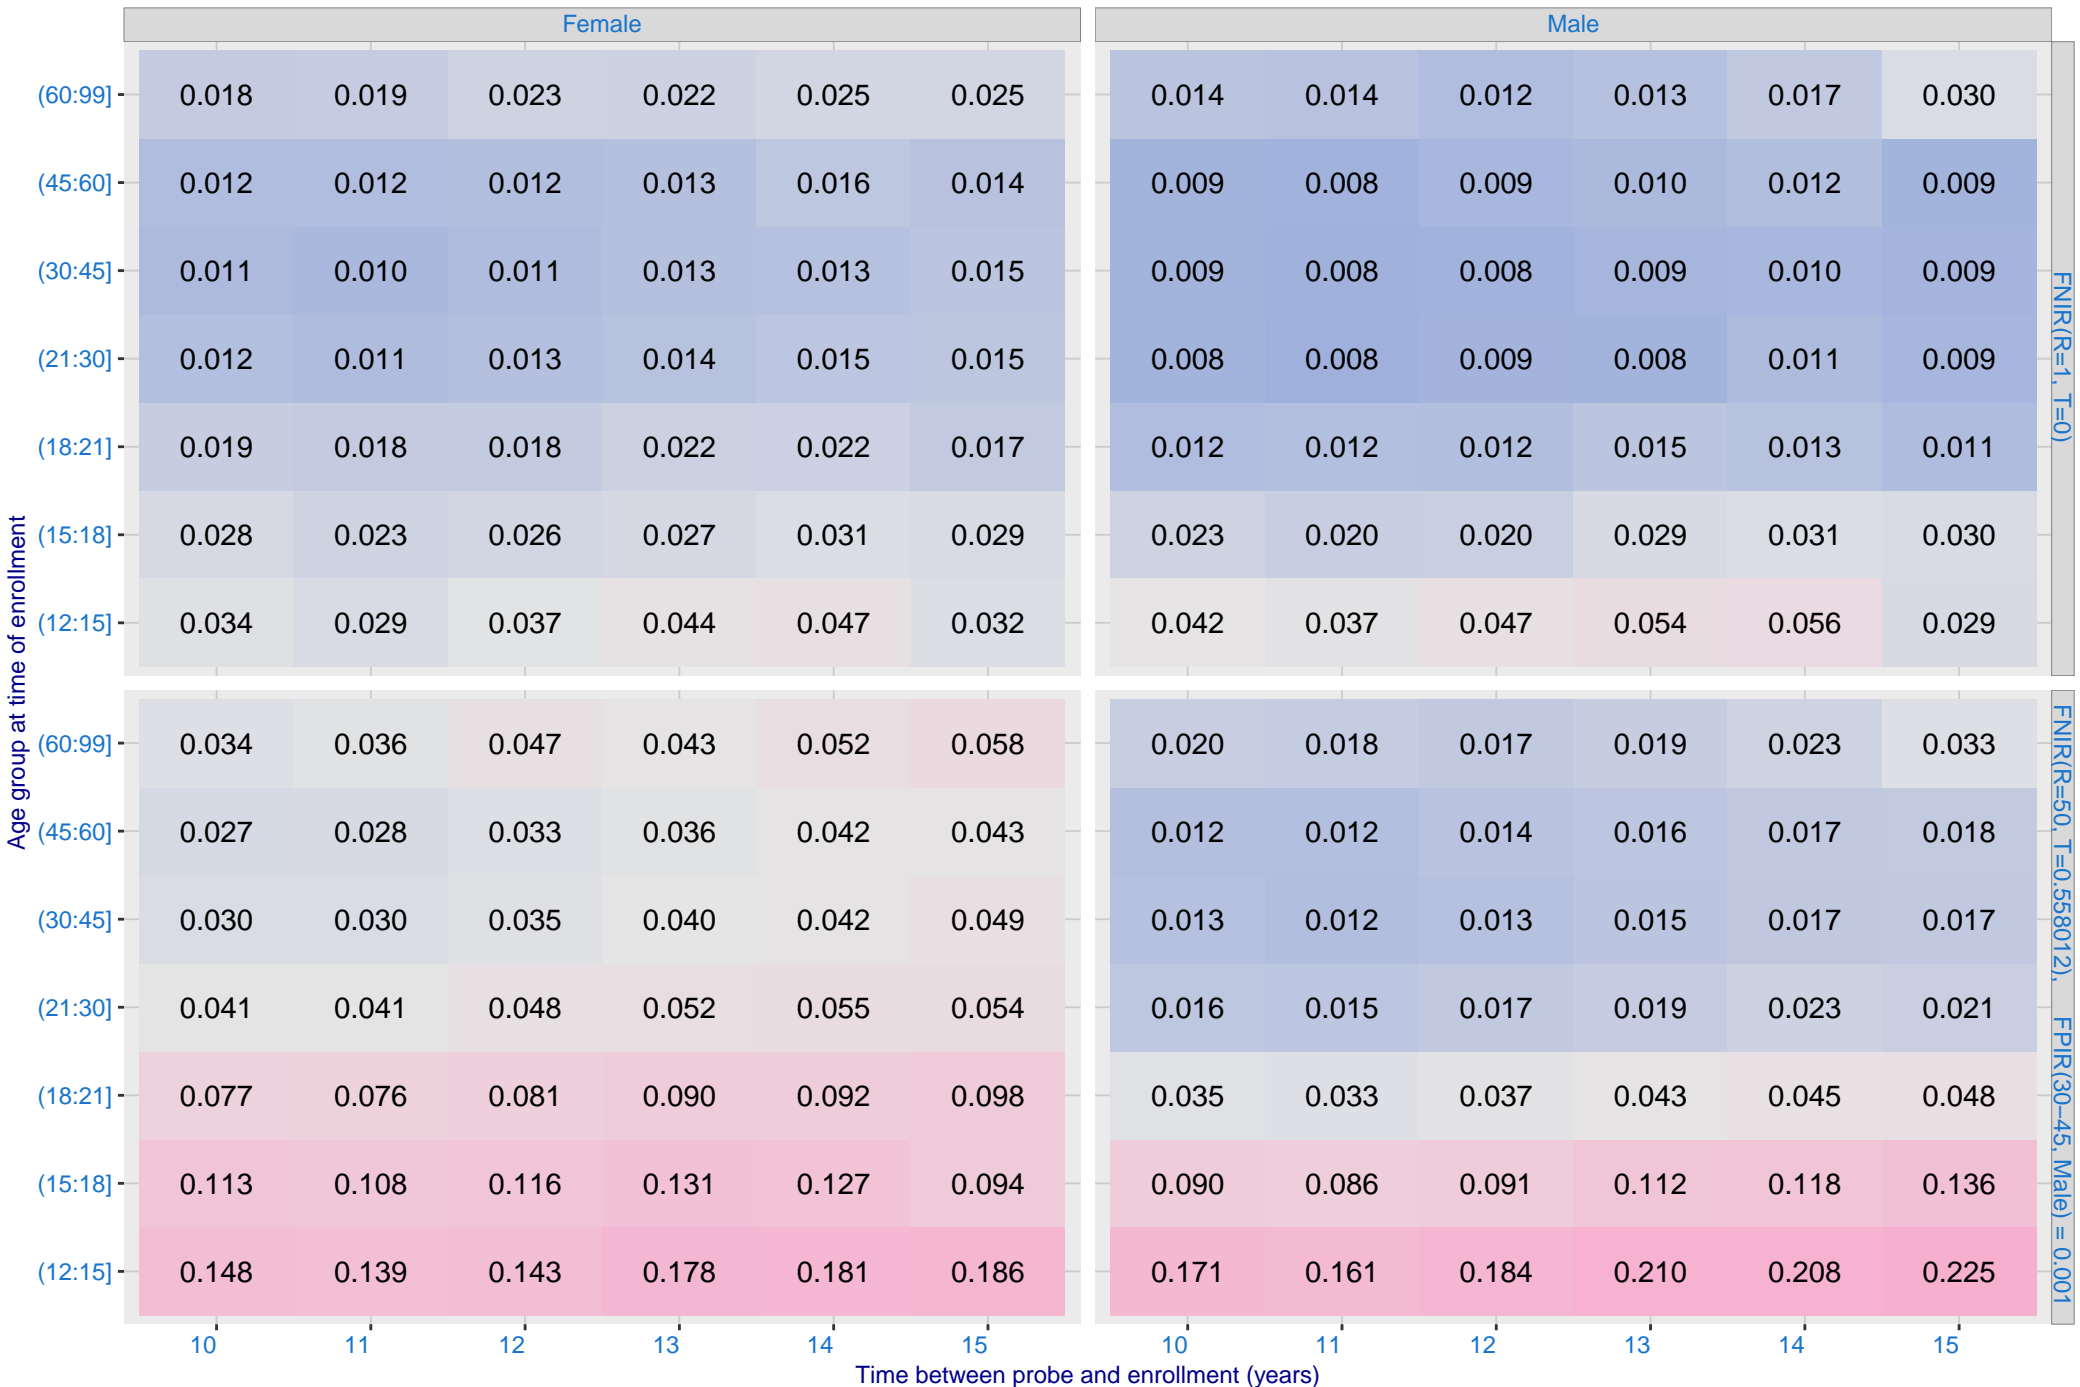 Female Male
(60:99] 0.018 0.019 0.023 0.022 0.025 0.025 0.014 0.014 0.012 0.013 0.017 0.030
(45:60] 0.012 0.012 0.012 0.013 0.016 0.014 0.009 0.008 0.009 0.010 0.012 0.009
(30:45] 0.011 0.010 0.011 0.013 0.013 0.015 0.009 0.008 0.008 0.009 0.010 0.009
(21:30] 0.012 0.011 0.013 0.014 0.015 0.015 0.008 0.008 0.009 0.008 0.011 0.009
(18:21] 0.019 0.018 0.018 0.022 0.022 0.017 0.012 0.012 0.012 0.015 0.013 0.011
(15:18] 0.028 0.023 0.026 0.027 0.031 0.029 0.023 0.020 0.020 0.029 0.031 0.030
(12:15] 0.034 0.029 0.037 0.044 0.047 0.032 0.042 0.037 0.047 0.054 0.056 0.029
FNIR(R=1, T=0)
(60:99] 0.034 0.036 0.047 0.043 0.052 0.058 0.020 0.018 0.017 0.019 0.023 0.033
(45:60] 0.027 0.028 0.033 0.036 0.042 0.043 0.012 0.012 0.014 0.016 0.017 0.018
(30:45] 0.030 0.030 0.035 0.040 0.042 0.049 0.013 0.012 0.013 0.015 0.017 0.017
(21:30] 0.041 0.041 0.048 0.052 0.055 0.054 0.016 0.015 0.017 0.019 0.023 0.021
(18:21] 0.077 0.076 0.081 0.090 0.092 0.098 0.035 0.033 0.037 0.043 0.045 0.048
(15:18] 0.113 0.108 0.116 0.131 0.127 0.094 0.090 0.086 0.091 0.112 0.118 0.136
(12:15] 0.148 0.139 0.143 0.178 0.181 0.186 0.171 0.161 0.184 0.210 0.208 0.225
FNIR(R=50, T=0.558012), FPIR(30−45, Male) = 0.001
10 11 12 13 14 15 10 11 12 13 14 15
Time between probe and enrollment (years)
Age group at time of enrollment